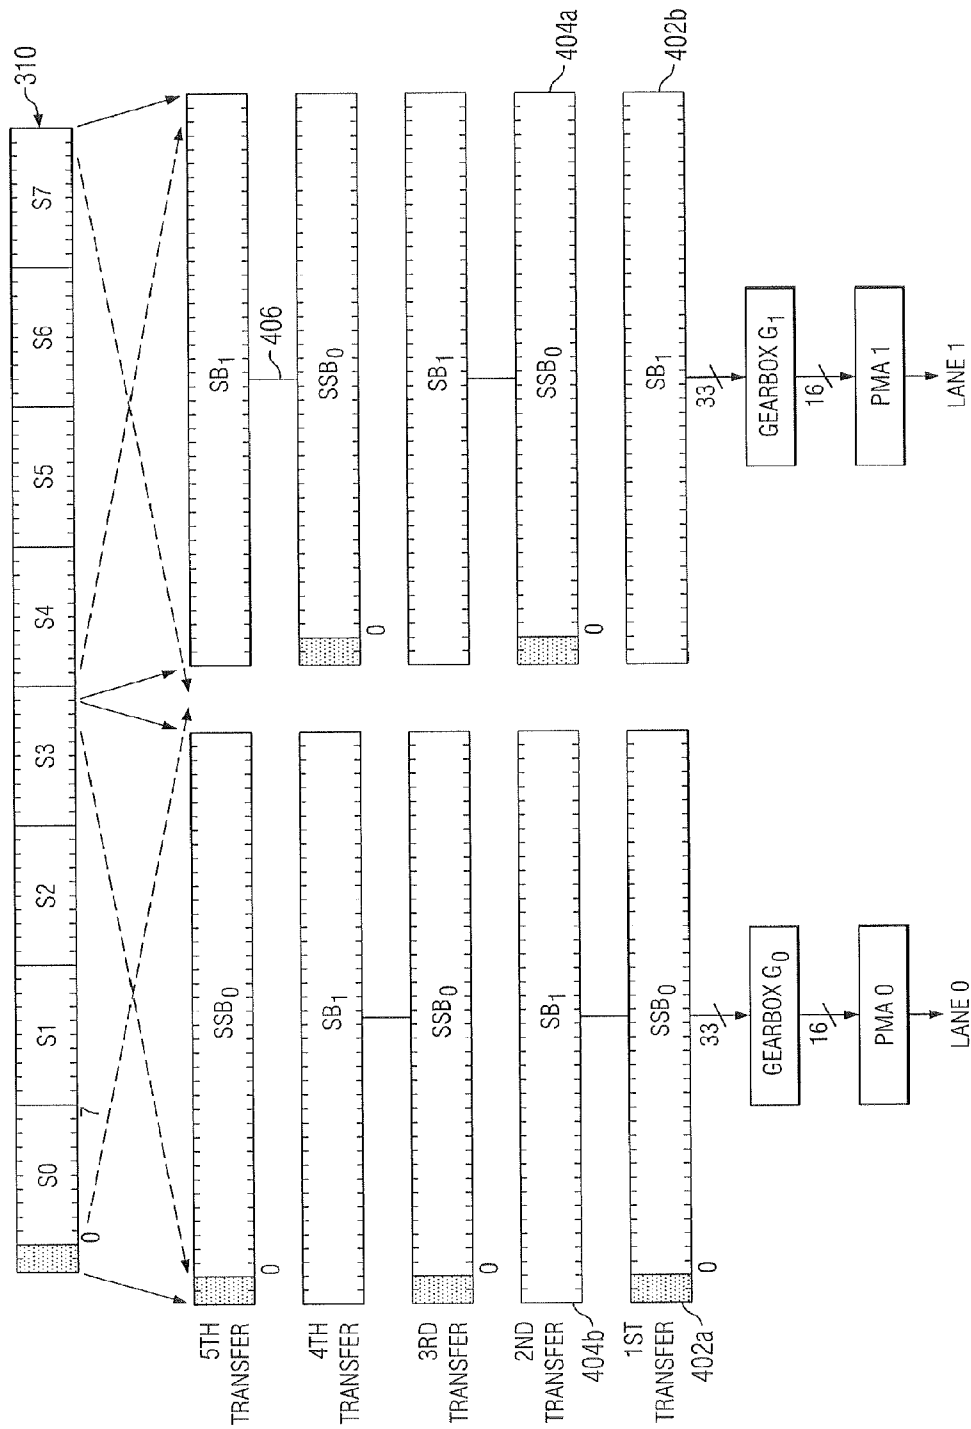 310
S0 S1 S2 S3 S4 S5 S6 S7
0 7
5TH
TRANSFER
SSB0
SB1
0
406
4TH
TRANSFER
SB1
SSB0
0
3RD
TRANSFER
SSB0
SB1
0
2ND
TRANSFER
SB1
SSB0
0
404b
404a
1ST
TRANSFER
SSB0
SB1
0
402a
402b
33
33
GEARBOX G0
GEARBOX G1
16
16
PMA 0
PMA 1
LANE 0
LANE 1